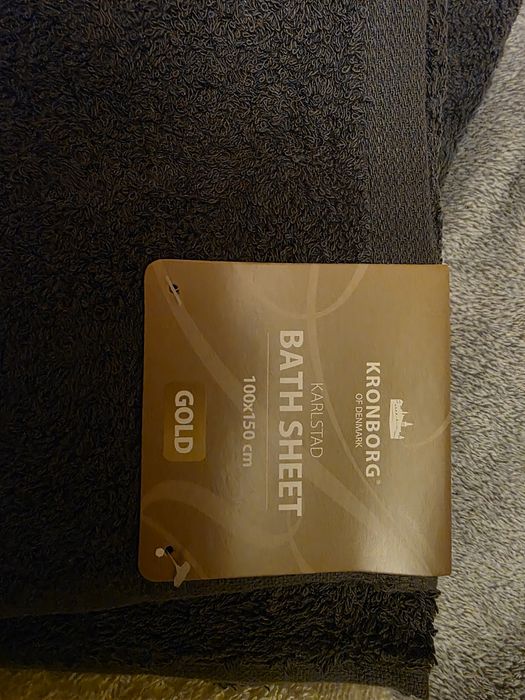 KRONBORG®
OF DENMARK
KARLSTAD
BATH SHEET
100x150 cm
GOLD